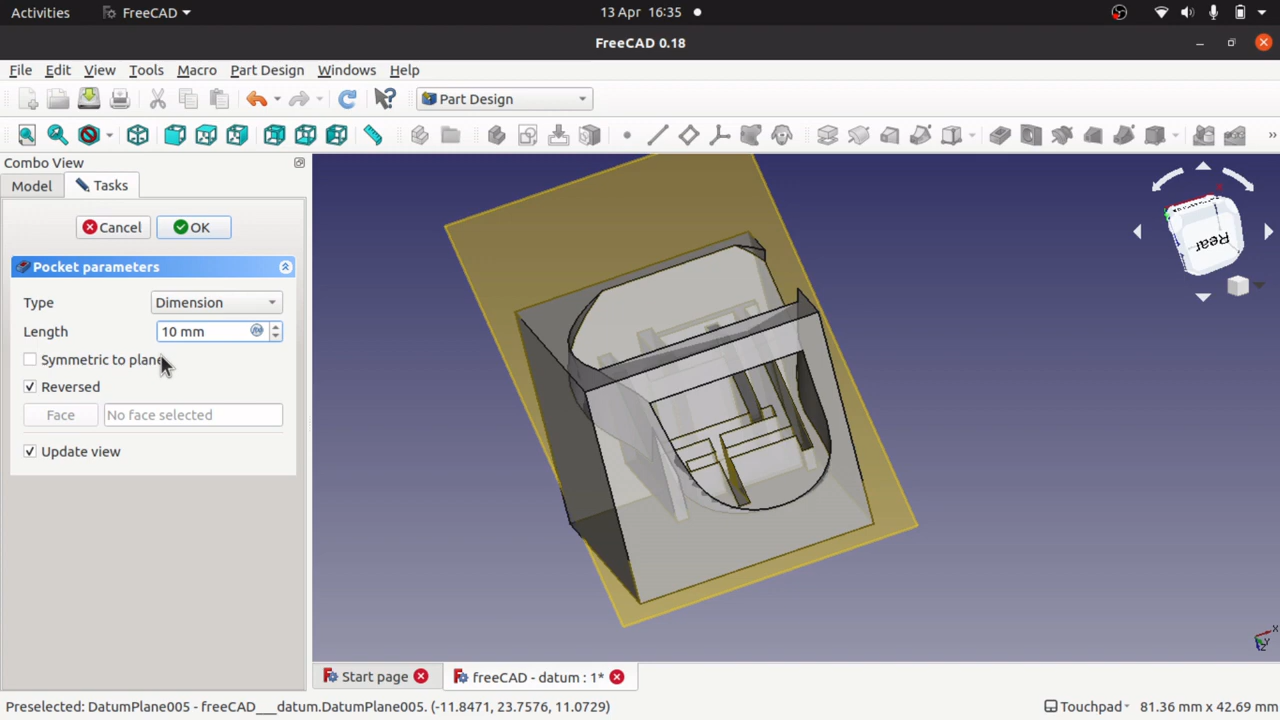 Activities
FreeCAD
13 Apr 16:35
FreeCAD 0.18
File Edit View Tools Macro Part Design Windows Help
Part Design
Combo View
Model
Tasks
Cancel
OK
Pocket parameters
Type
Dimension
Length
10 mm
Symmetric to plane
Reversed
Face
No face selected
Update view
Rear
X
Y
Z
Start page
freeCAD - datum : 1*
Preselected: DatumPlane005 - freeCAD___datum.DatumPlane005. (-11.8471, 23.7576, 11.0729)
Touchpad
81.36 mm x 42.69 mm